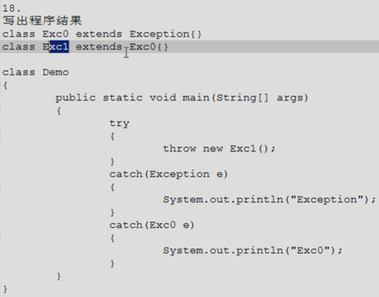 18.
写出程序结果
class Exc0 extends Exception{}
class Exc1 extends Exc0{}
class Demo
{
public static void main(String[] args)
{
try
{
throw new Exc1();
}
catch(Exception e)
{
System.out.println("Exception");
}
catch(Exc0 e)
{
System.out.println("Exc0");
}
}
}